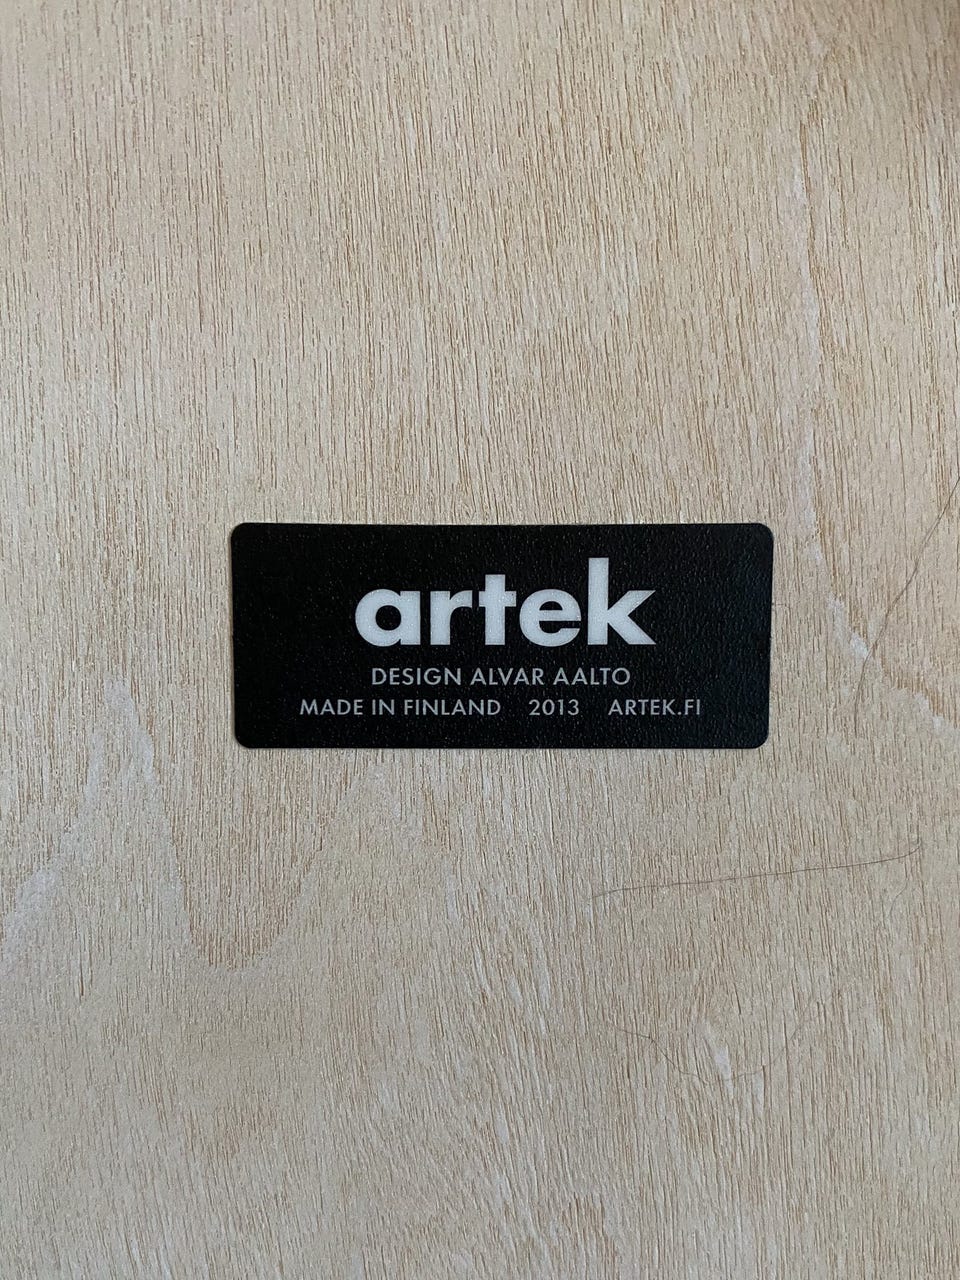 artek
DESIGN ALVAR AALTO
MADE IN FINLAND 2013 ARTEK.FI